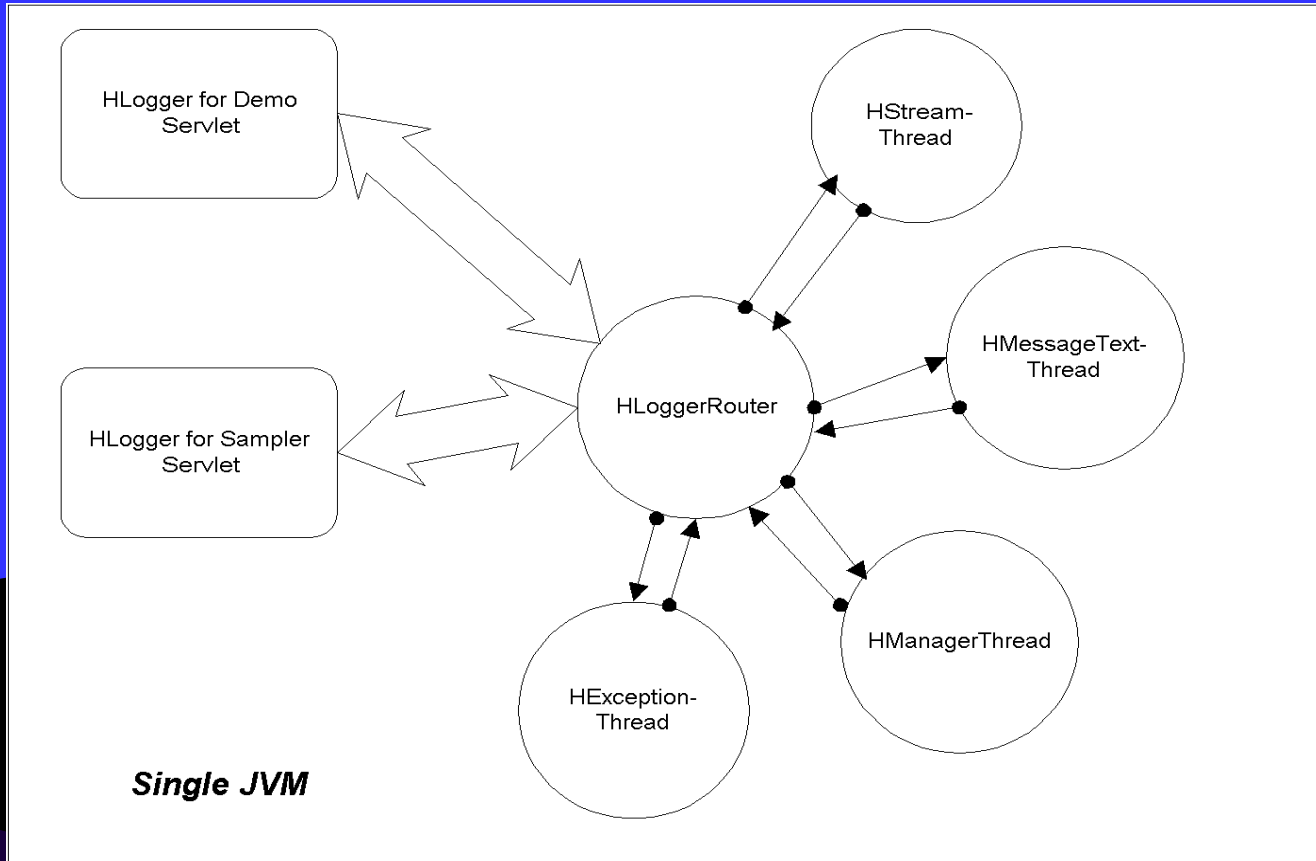 HLogger for Demo
Servlet
HStream-
Thread
HMessageText-
Thread
HLoggerRouter
HLogger for Sampler
Servlet
HManagerThread
HException-
Thread
Single JVM